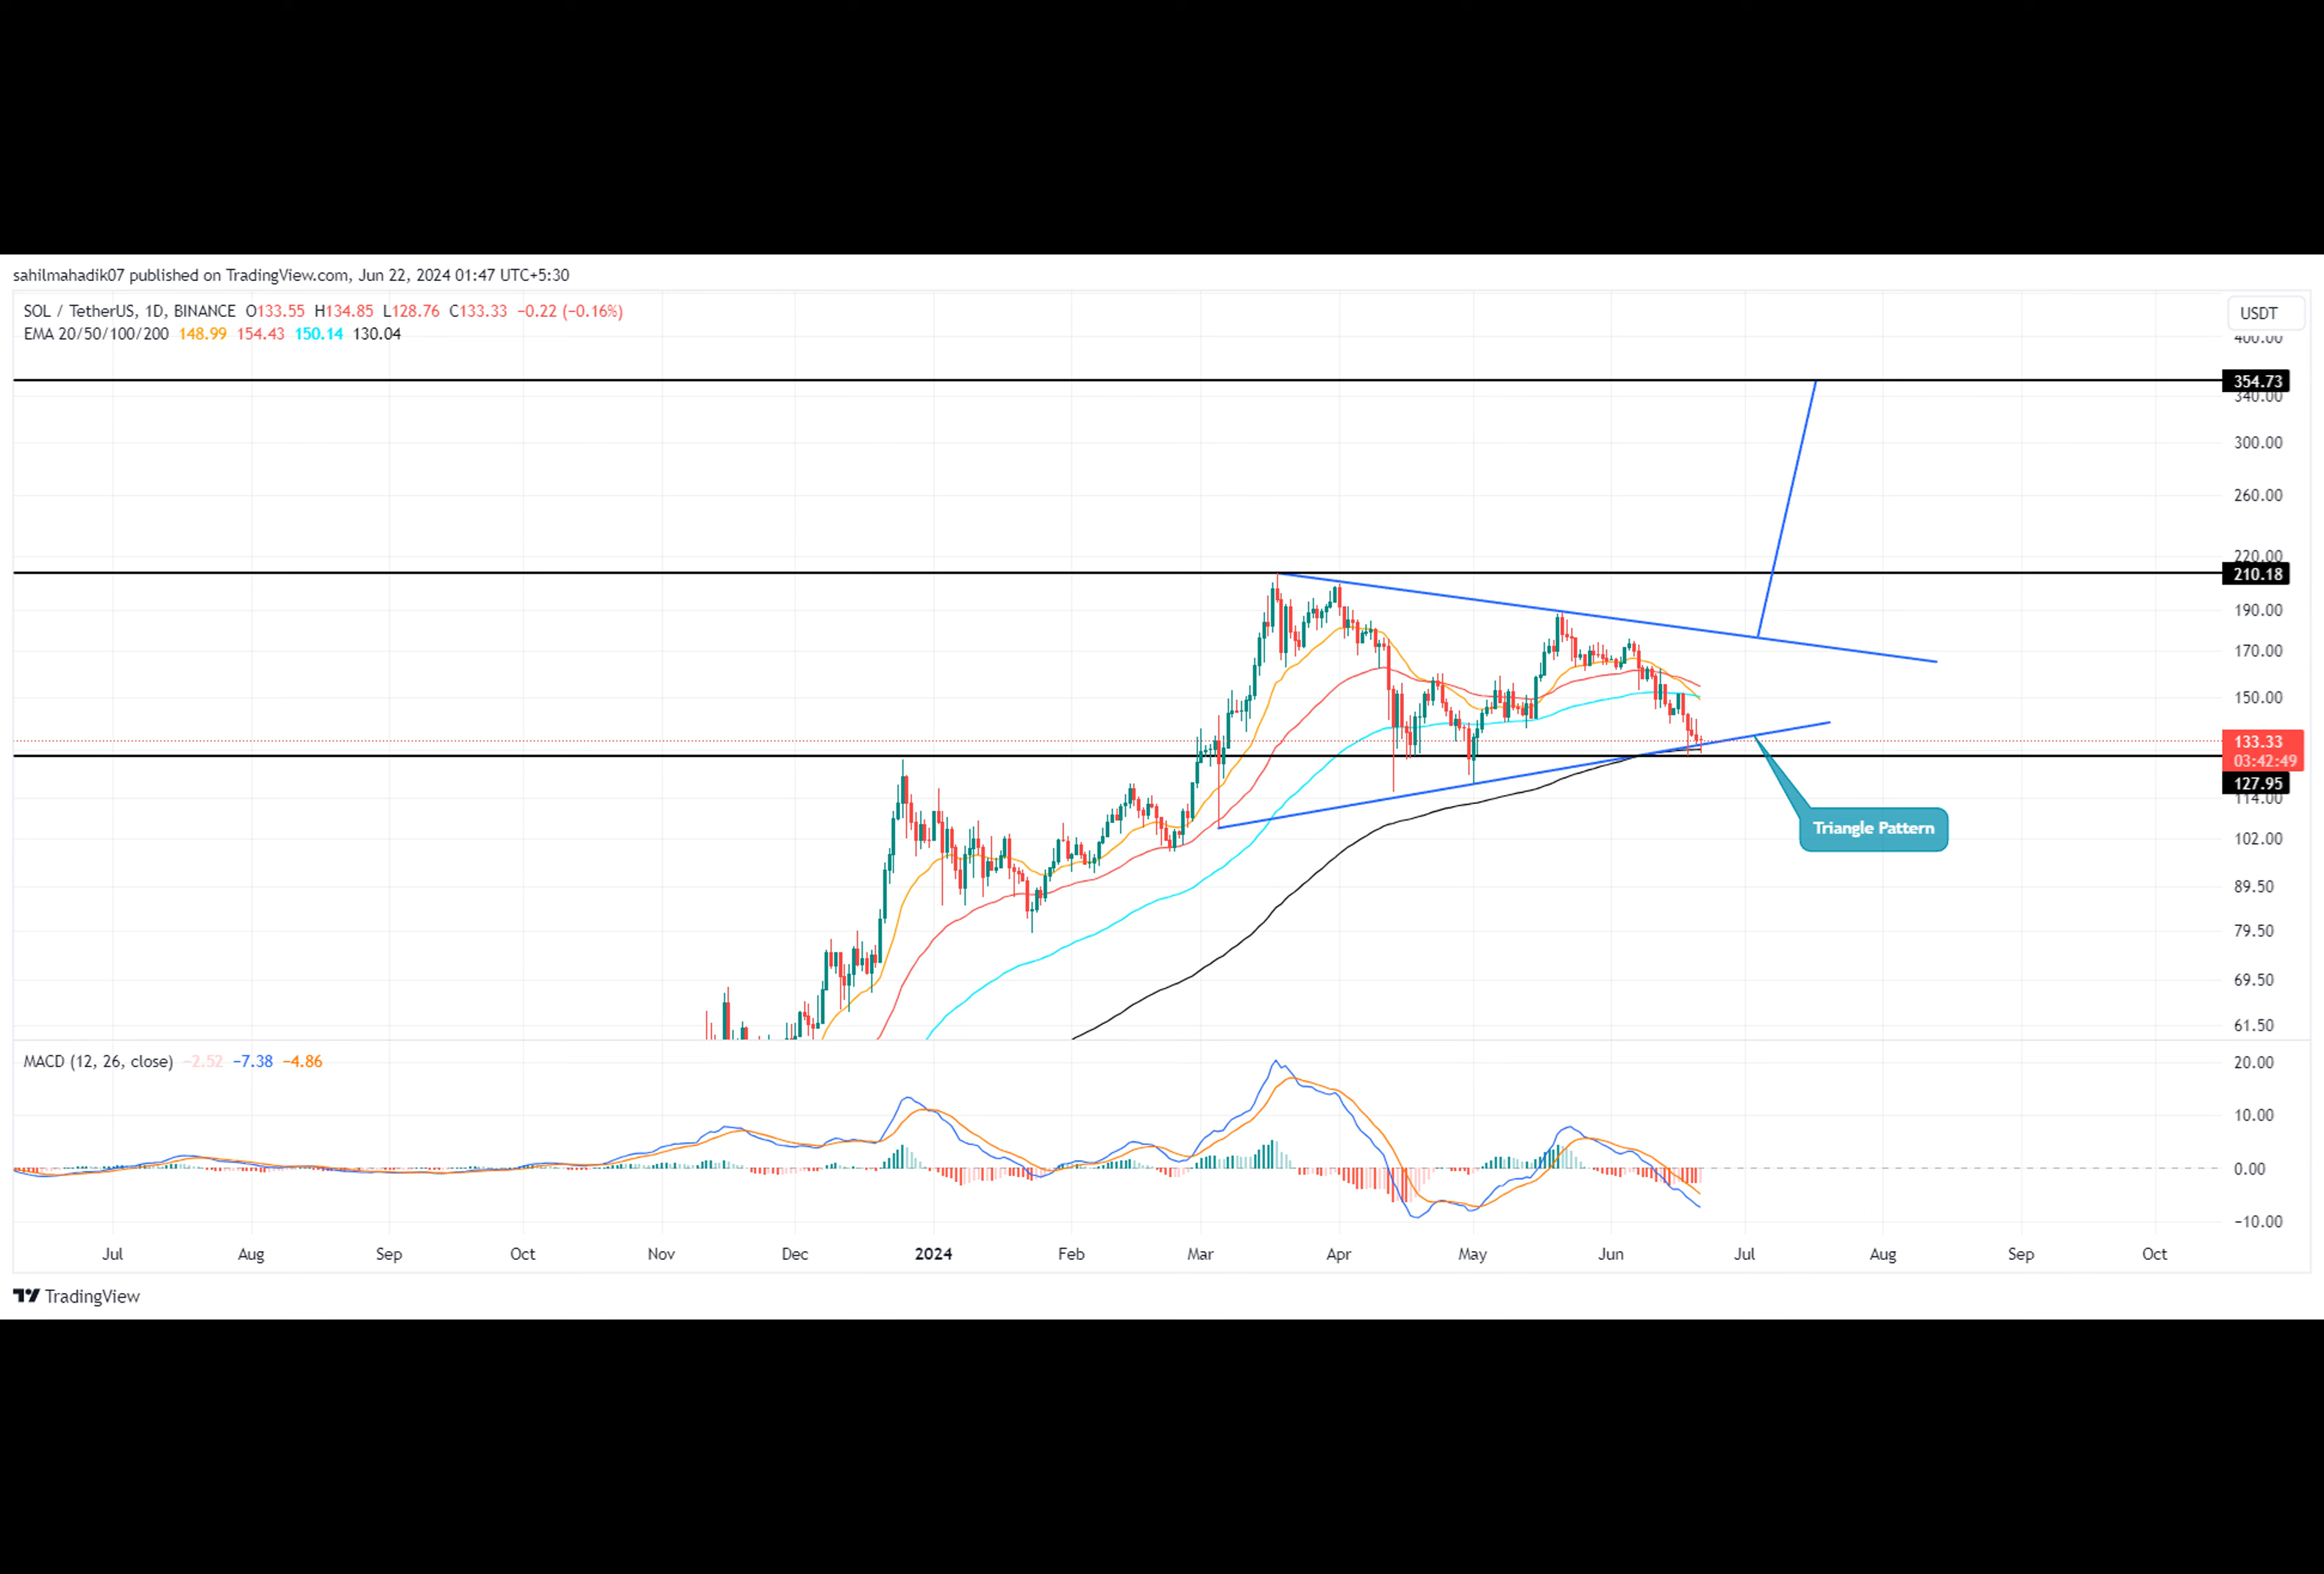 sahilmahadik07 published on TradingView.com, Jun 22, 2024 01:47 UTC+5:30
SOL / TetherUS, 1D, BINANCE O133.55 H134.85 L128.76 C133.33 −0.22 (−0.16%)
EMA 20/50/100/200 148.99 154.43 150.14 130.04
USDT
400.00
354.73
340.00
300.00
260.00
220.00
210.18
190.00
170.00
150.00
133.33
03:42:49
127.95
114.00
Triangle Pattern
102.00
89.50
79.50
69.50
61.50
MACD (12, 26, close) −2.52 −7.38 −4.86
20.00
10.00
0.00
−10.00
Jul Aug Sep Oct Nov Dec 2024 Feb Mar Apr May Jun Jul Aug Sep Oct
TradingView